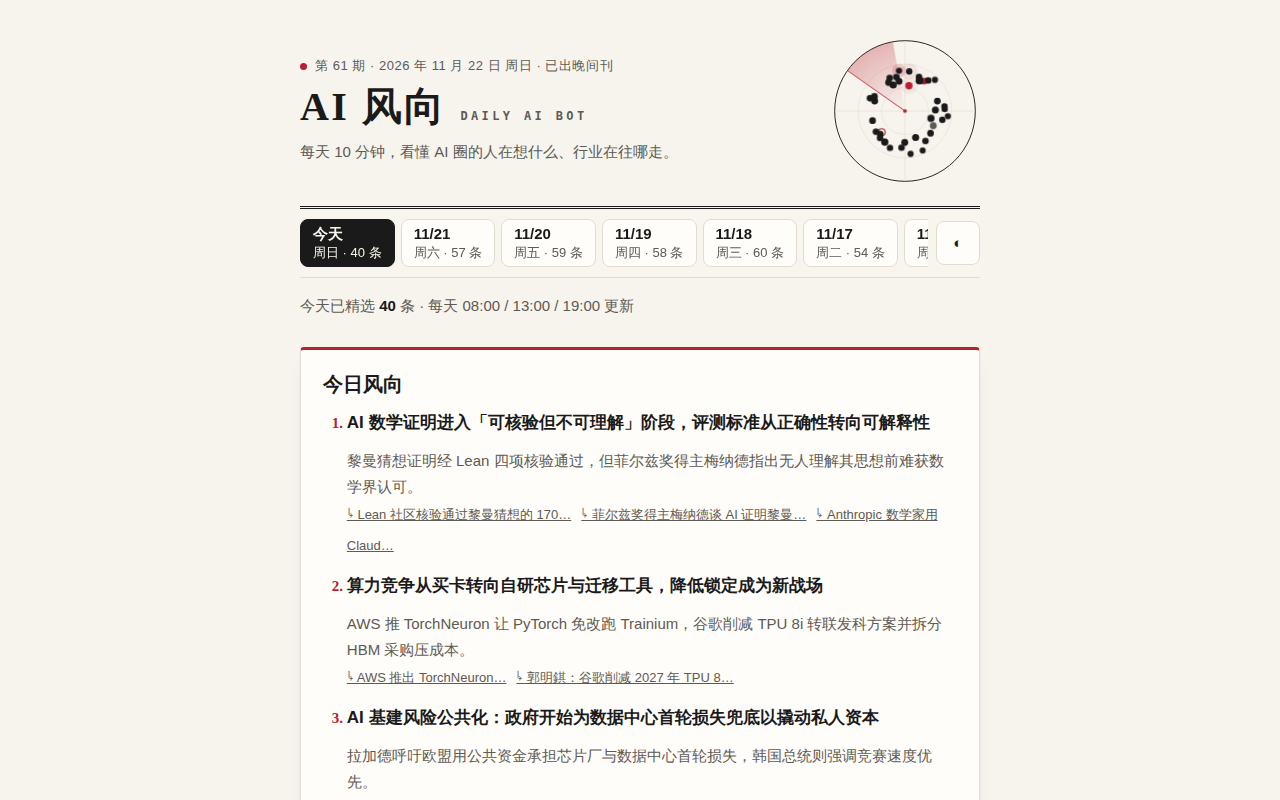 第 61 期 · 2026 年 11 月 22 日 周日 · 已出晚间刊
AI 风向 DAILY AI BOT
每天 10 分钟，看懂 AI 圈的人在想什么、行业在往哪走。
今天
周日 · 40 条
11/21
周六 · 57 条
11/20
周五 · 59 条
11/19
周四 · 58 条
11/18
周三 · 60 条
11/17
周二 · 54 条
今天已精选 40 条 · 每天 08:00 / 13:00 / 19:00 更新
今日风向
1. AI 数学证明进入「可核验但不可理解」阶段，评测标准从正确性转向可解释性
黎曼猜想证明经 Lean 四项核验通过，但菲尔兹奖得主梅纳德指出无人理解其思想前难获数
学界认可。
↳ Lean 社区核验通过黎曼猜想的 170… ↳ 菲尔兹奖得主梅纳德谈 AI 证明黎曼… ↳ Anthropic 数学家用
Claud…
2. 算力竞争从买卡转向自研芯片与迁移工具，降低锁定成为新战场
AWS 推 TorchNeuron 让 PyTorch 免改跑 Trainium，谷歌削减 TPU 8i 转联发科方案并拆分
HBM 采购压成本。
↳ AWS 推出 TorchNeuron… ↳ 郭明錤：谷歌削减 2027 年 TPU 8…
3. AI 基建风险公共化：政府开始为数据中心首轮损失兜底以撬动私人资本
拉加德呼吁欧盟用公共资金承担芯片厂与数据中心首轮损失，韩国总统则强调竞赛速度优
先。